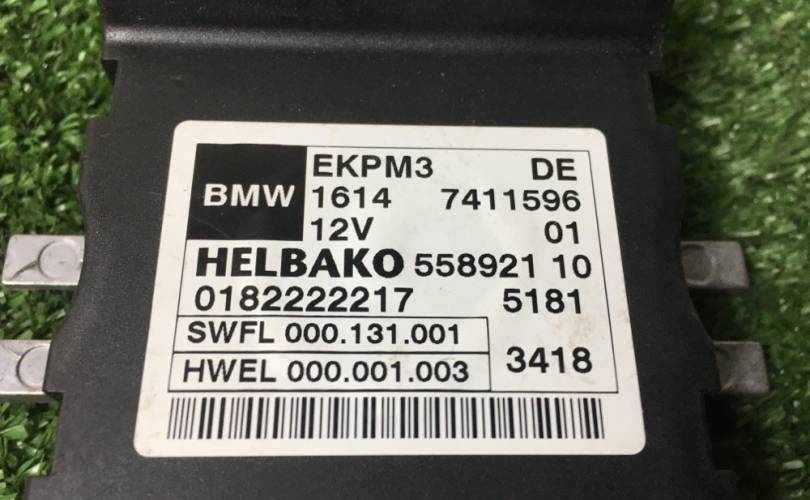 EKPM3 DE
BMW 1614 7411596
12V 01
HELBAKO 558921 10
0182222217 5181
SWFL 000.131.001
HWEL 000.001.003 3418